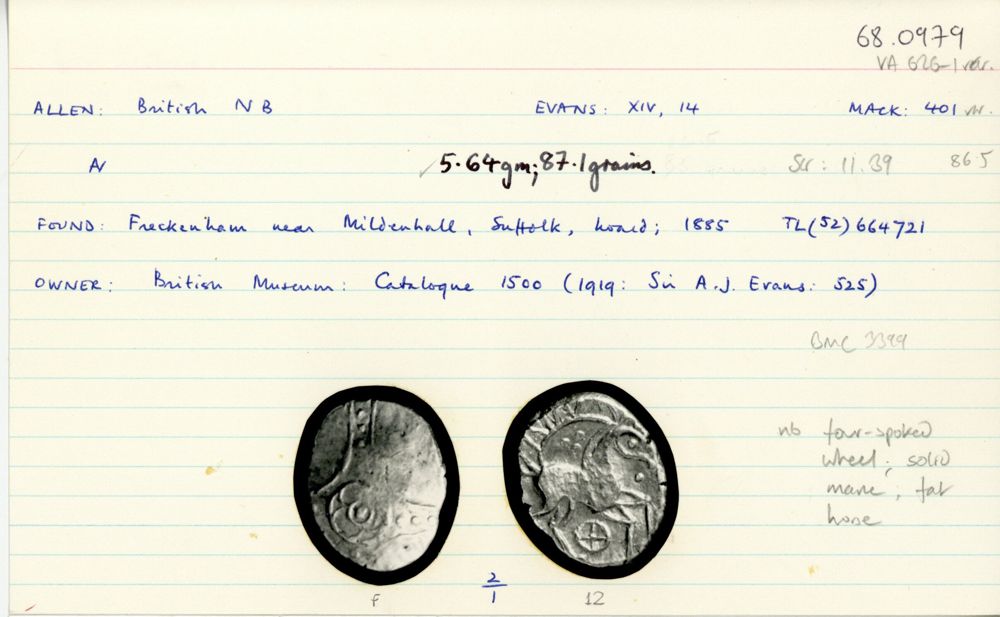 68.0979
VA 626-1 var.
ALLEN: British N B EVANS: XIV, 14 MACK: 401 var.
AV 5.64gm; 87.1grains. Scr: 11.39 86.5
FOUND: Freckenham near Mildenhall, Suffolk, hoard; 1885 TL(52)664721
OWNER: British Museum: Catalogue 1500 (1919: Sir A.J. Evans: 525)
BMC 3399
nb four-spoked
wheel; solid
mane; fat
horse
2
1
F 12